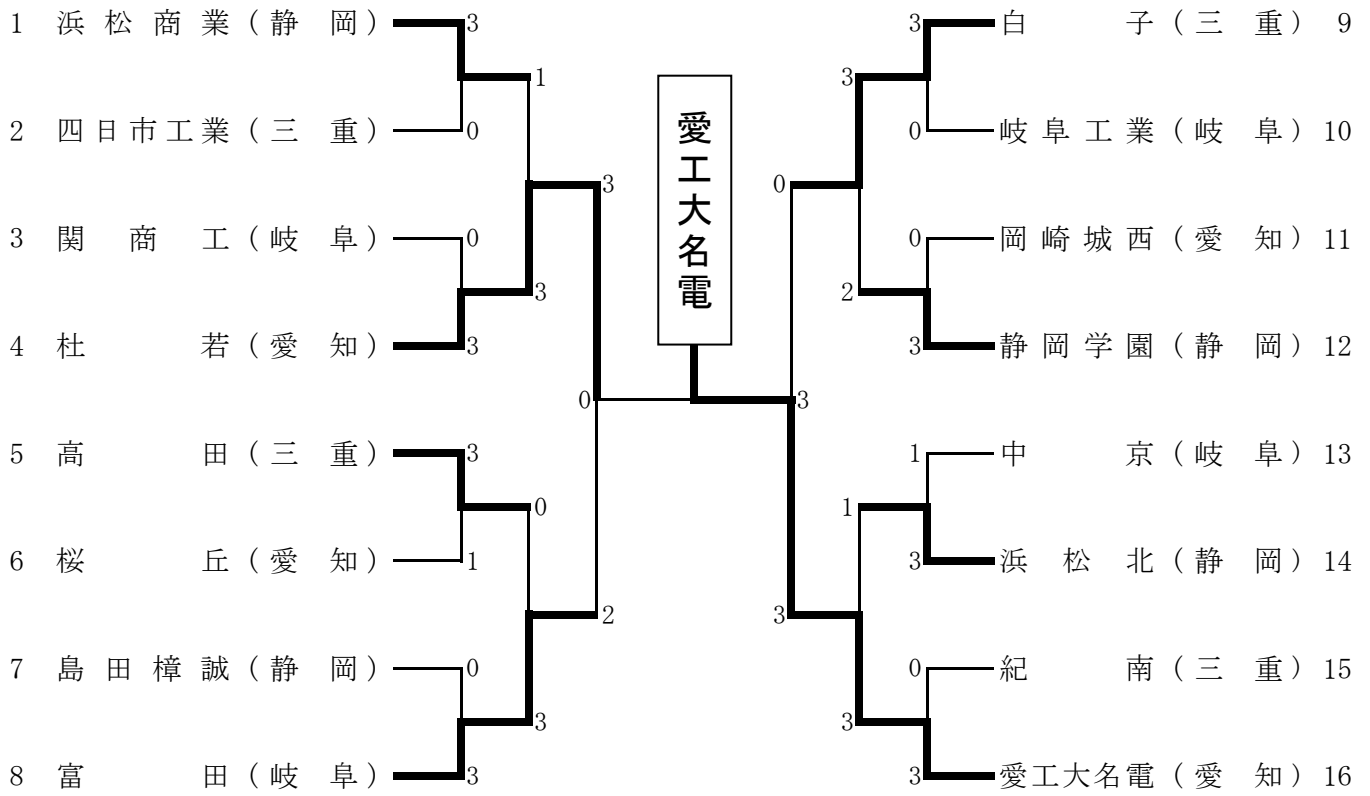 1 浜松商業(静岡) 3
1
2 四日市工業(三重) 0
3
3 関商工(岐阜) 0
3
4 杜若(愛知) 3
0
5 高田(三重) 3
0
6 桜丘(愛知) 1
2
7 島田樟誠(静岡) 0
3
8 富田(岐阜) 3
愛工大名電
3 白子(三重) 9
3
0 岐阜工業(岐阜) 10
0
0 岡崎城西(愛知) 11
2
3 静岡学園(静岡) 12
3
1 中京(岐阜) 13
1
3 浜松北(静岡) 14
3
0 紀南(三重) 15
3
3 愛工大名電(愛知) 16